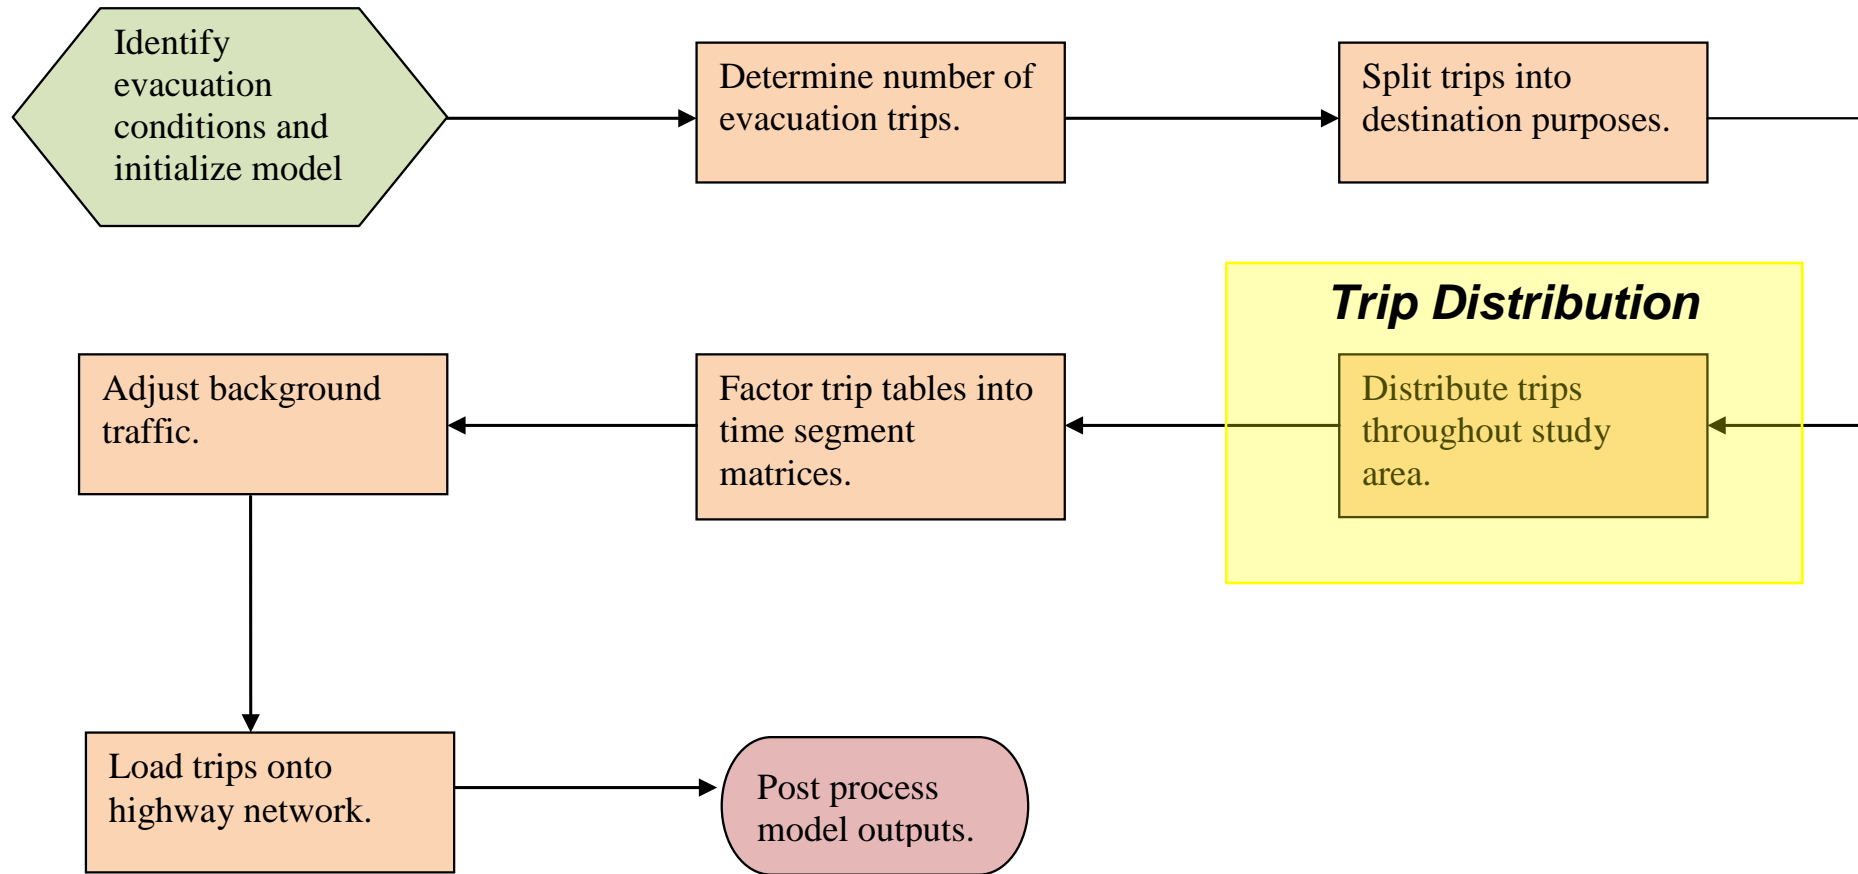 Identify
evacuation
conditions and
initialize model
Determine number of
evacuation trips.
Split trips into
destination purposes.
Trip Distribution
Distribute trips
throughout study
area.
Factor trip tables into
time segment
matrices.
Adjust background
traffic.
Load trips onto
highway network.
Post process
model outputs.